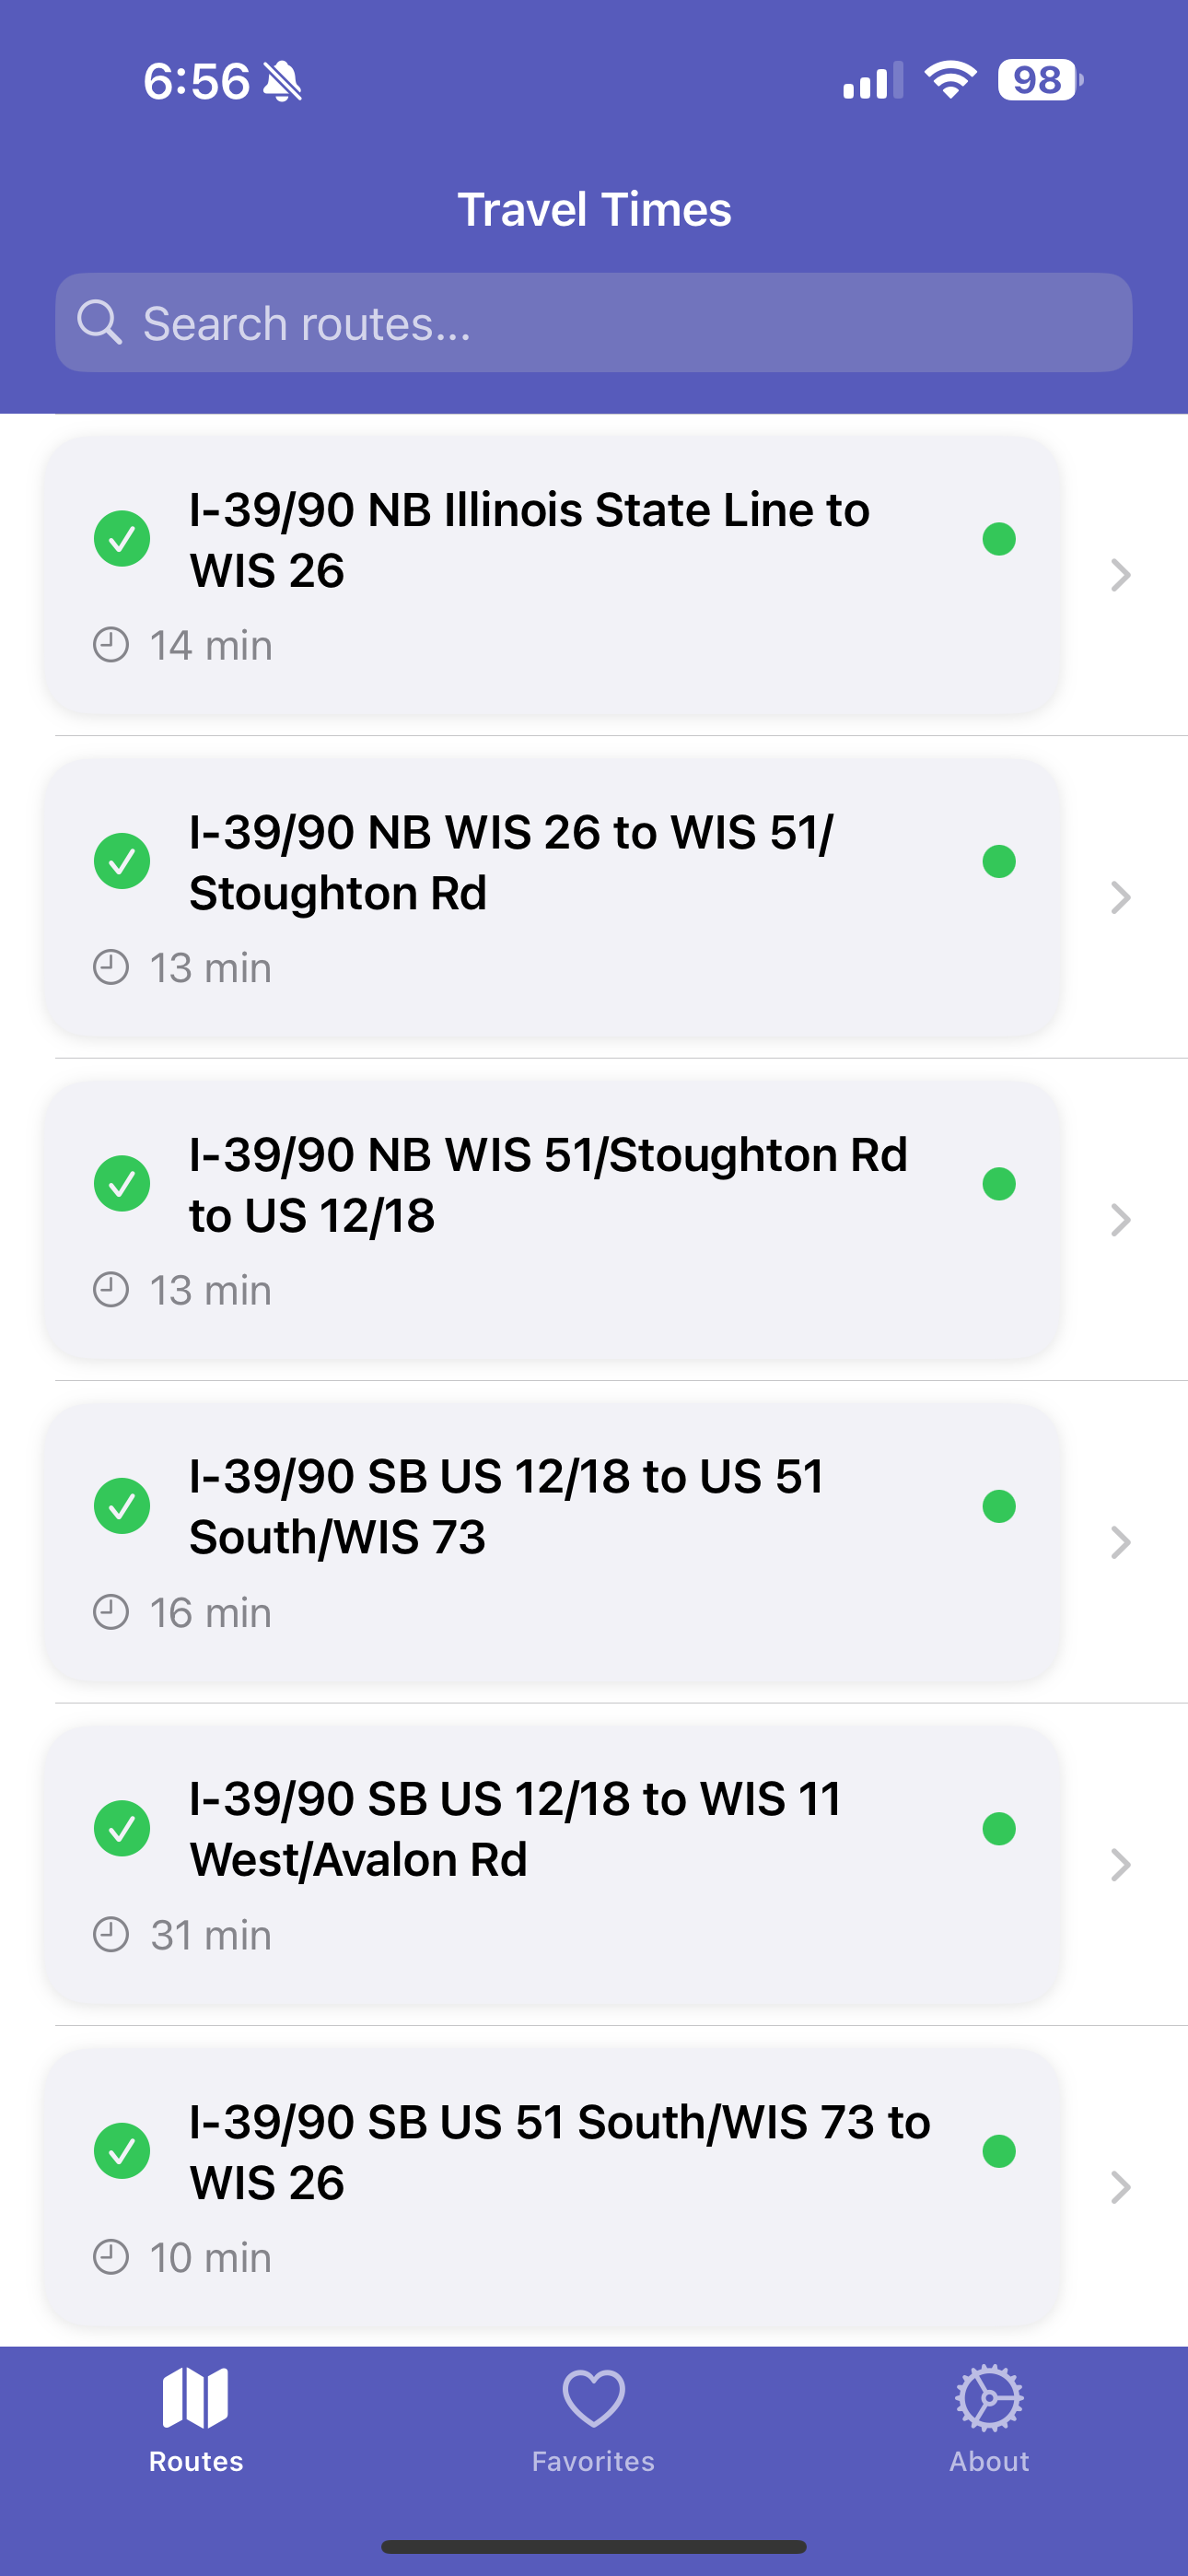 6:56
98
Travel Times
Search routes...
I-39/90 NB Illinois State Line to
WIS 26
14 min
I-39/90 NB WIS 26 to WIS 51/
Stoughton Rd
13 min
I-39/90 NB WIS 51/Stoughton Rd
to US 12/18
13 min
I-39/90 SB US 12/18 to US 51
South/WIS 73
16 min
I-39/90 SB US 12/18 to WIS 11
West/Avalon Rd
31 min
I-39/90 SB US 51 South/WIS 73 to
WIS 26
10 min
Routes
Favorites
About